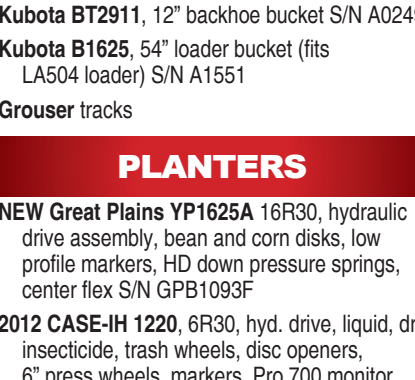 Kubota BT2911, 12” backhoe bucket S/N A0249
Kubota B1625, 54” loader bucket (fits
LA504 loader) S/N A1551
Grouser tracks
PLANTERS
NEW Great Plains YP1625A 16R30, hydraulic
drive assembly, bean and corn disks, low
profile markers, HD down pressure springs,
center flex S/N GPB1093F
2012 CASE-IH 1220, 6R30, hyd. drive, liquid,
insecticide, trash wheels, disc openers,
6” press wheels, markers, Pro 700 monitor